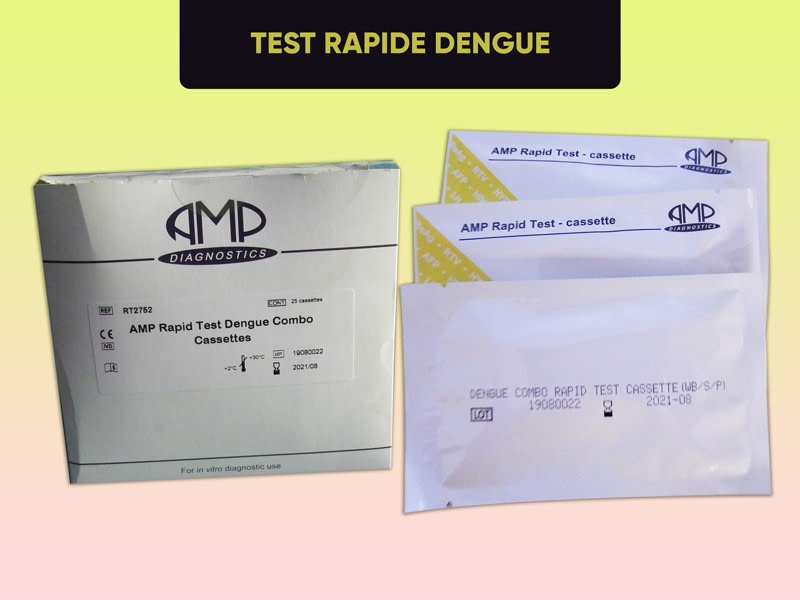 TEST RAPIDE DENGUE
AMP
DIAGNOSTICS
REF RT2752
CONT 25 cassettes
AMP Rapid Test Dengue Combo
Cassettes
CE
IVD
+2°C +30°C
LOT 19080022
2021/08
For in vitro diagnostic use
AMP Rapid Test - cassette
AMP
DIAGNOSTICS
AMP Rapid Test - cassette
AMP
DIAGNOSTICS
DENGUE COMBO RAPID TEST CASSETTE(WB/S/P)
LOT 19080022 2021-08